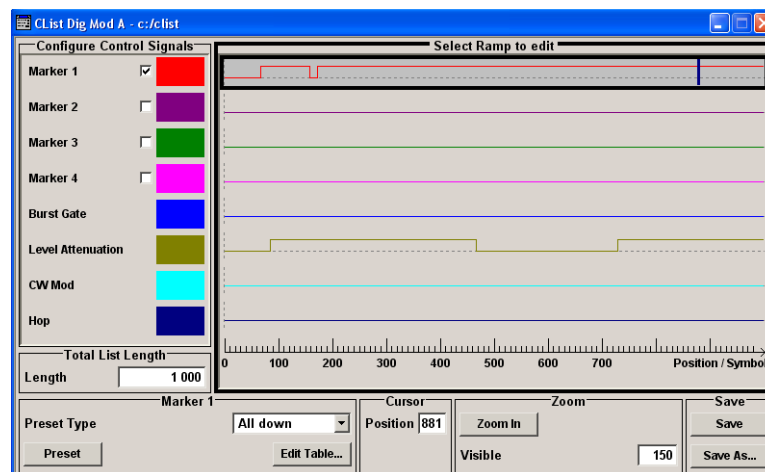 CList Dig Mod A - c:/clist
Configure Control Signals
Select Ramp to edit
Marker 1
Marker 2
Marker 3
Marker 4
Burst Gate
Level Attenuation
CW Mod
Hop
0 100 200 300 400 500 600 700 Position / Symbol
Total List Length
Length 1 000
Marker 1
Preset Type All down
Preset Edit Table...
Cursor
Position 881
Zoom
Zoom In
Visible 150
Save
Save
Save As...